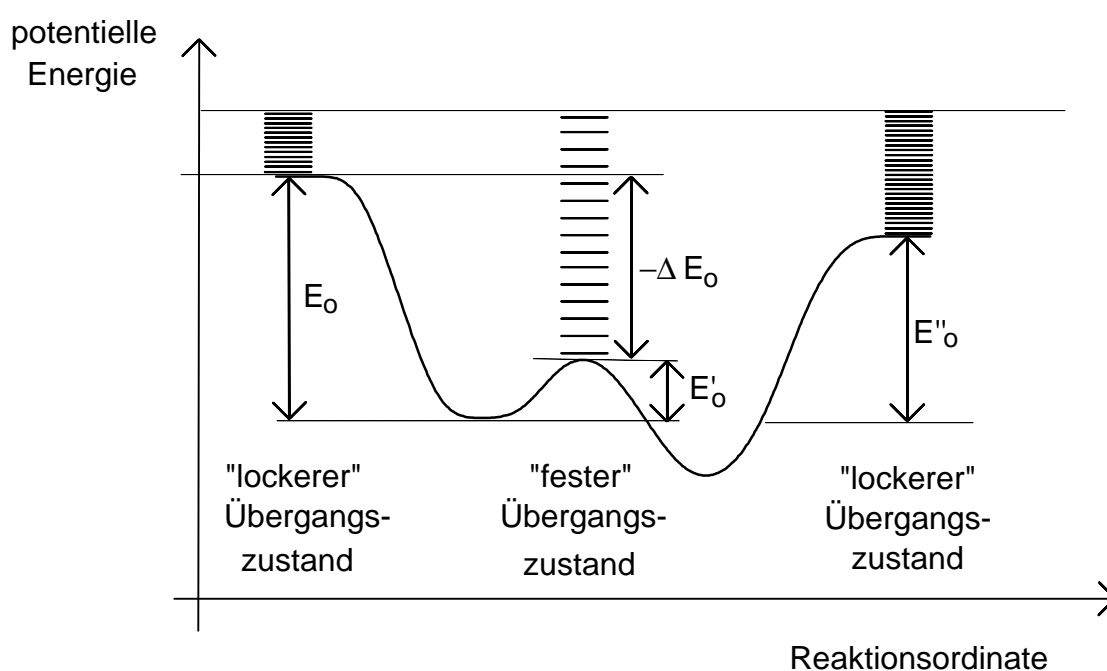 potentielle
Energie
E₀
−Δ E₀
E'₀
E''₀
"lockerer"
Übergangs-
zustand
"fester"
Übergangs-
zustand
"lockerer"
Übergangs-
zustand
Reaktionsordinate